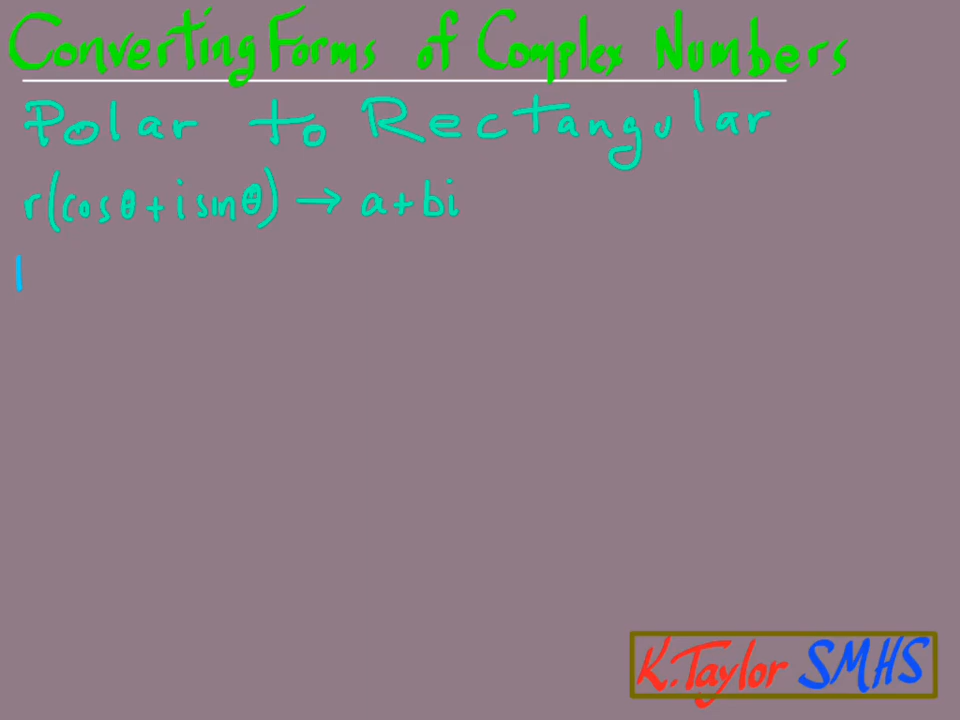 Converting Forms of Complex Numbers
Polar to Rectangular
r(cosθ+i sinθ) → a+bi
K.Taylor SMHS